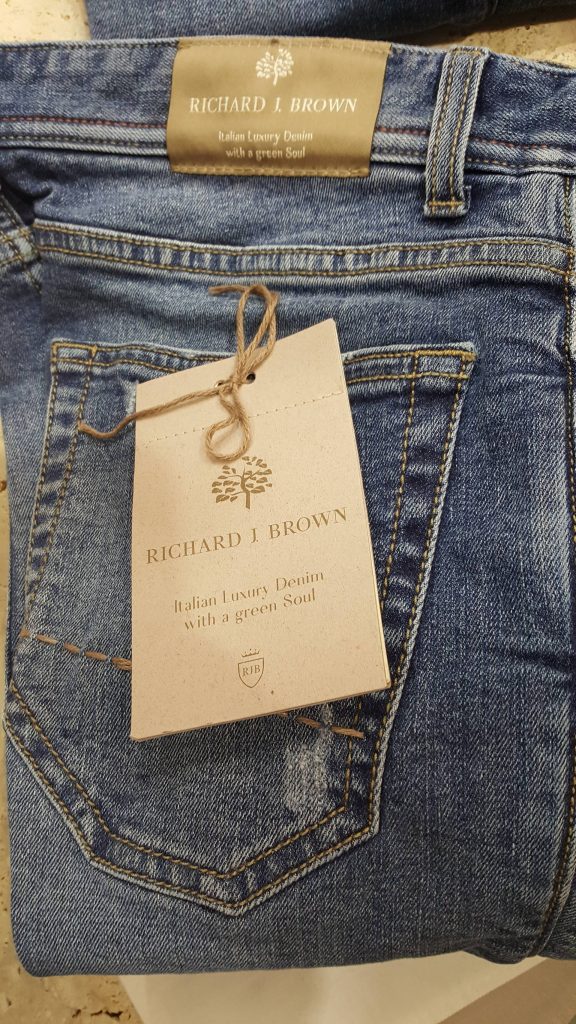 RICHARD J. BROWN
Italian Luxury Denim
with a green Soul
RICHARD J. BROWN
Italian Luxury Denim
with a green Soul
RJB